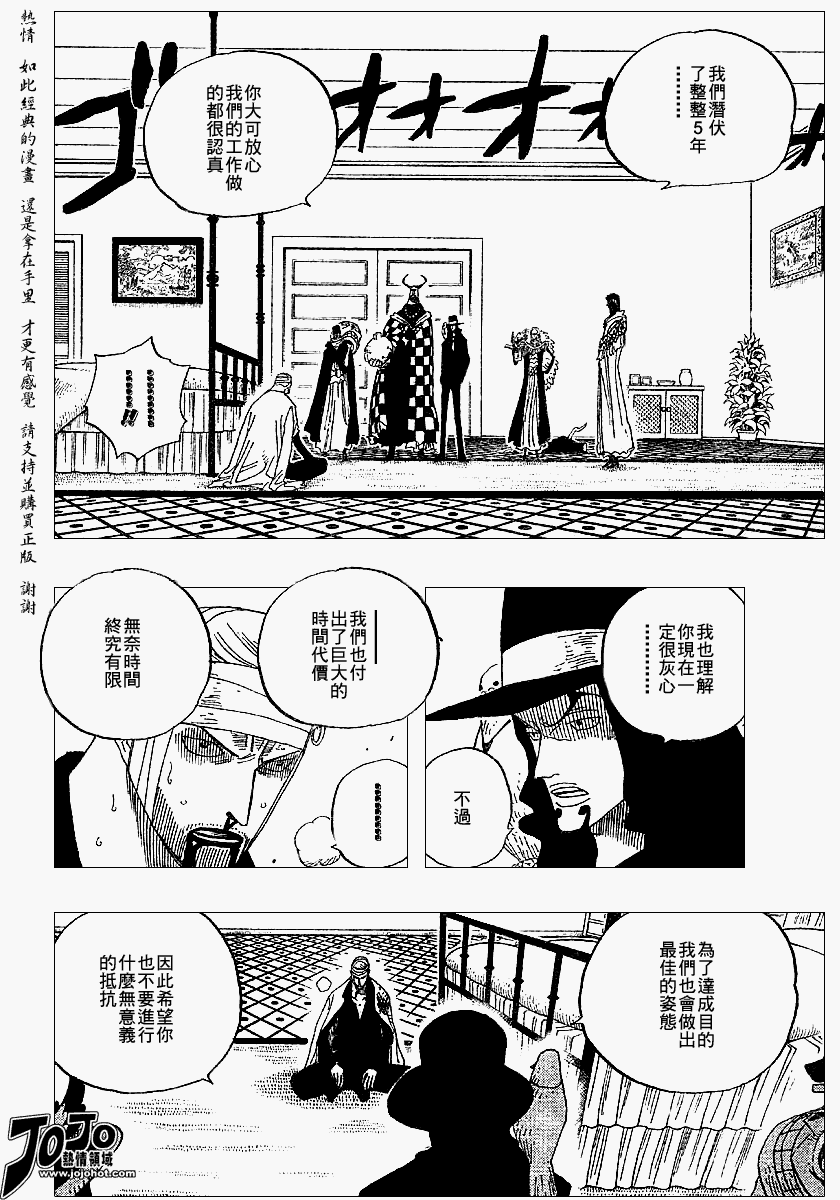 我們潛伏
了整整5年
…………
你大可放心
我們的工作做
的都很認真
ドォォォォ
…………
……!!
我也理解
你現在一
定很灰心
…………
不過
——我們也付
出了巨大的
時間代價
無奈時間
終究有限
…………
為了達成目的
我們也會做出
最佳的姿態
因此希望你
也不要進行
什麼無意義
的抵抗
熱情 如此經典的漫畫 還是拿在手里 才更有感覺 請支持並購買正版 謝謝
JOJO
熱情領域
www.jojohot.com